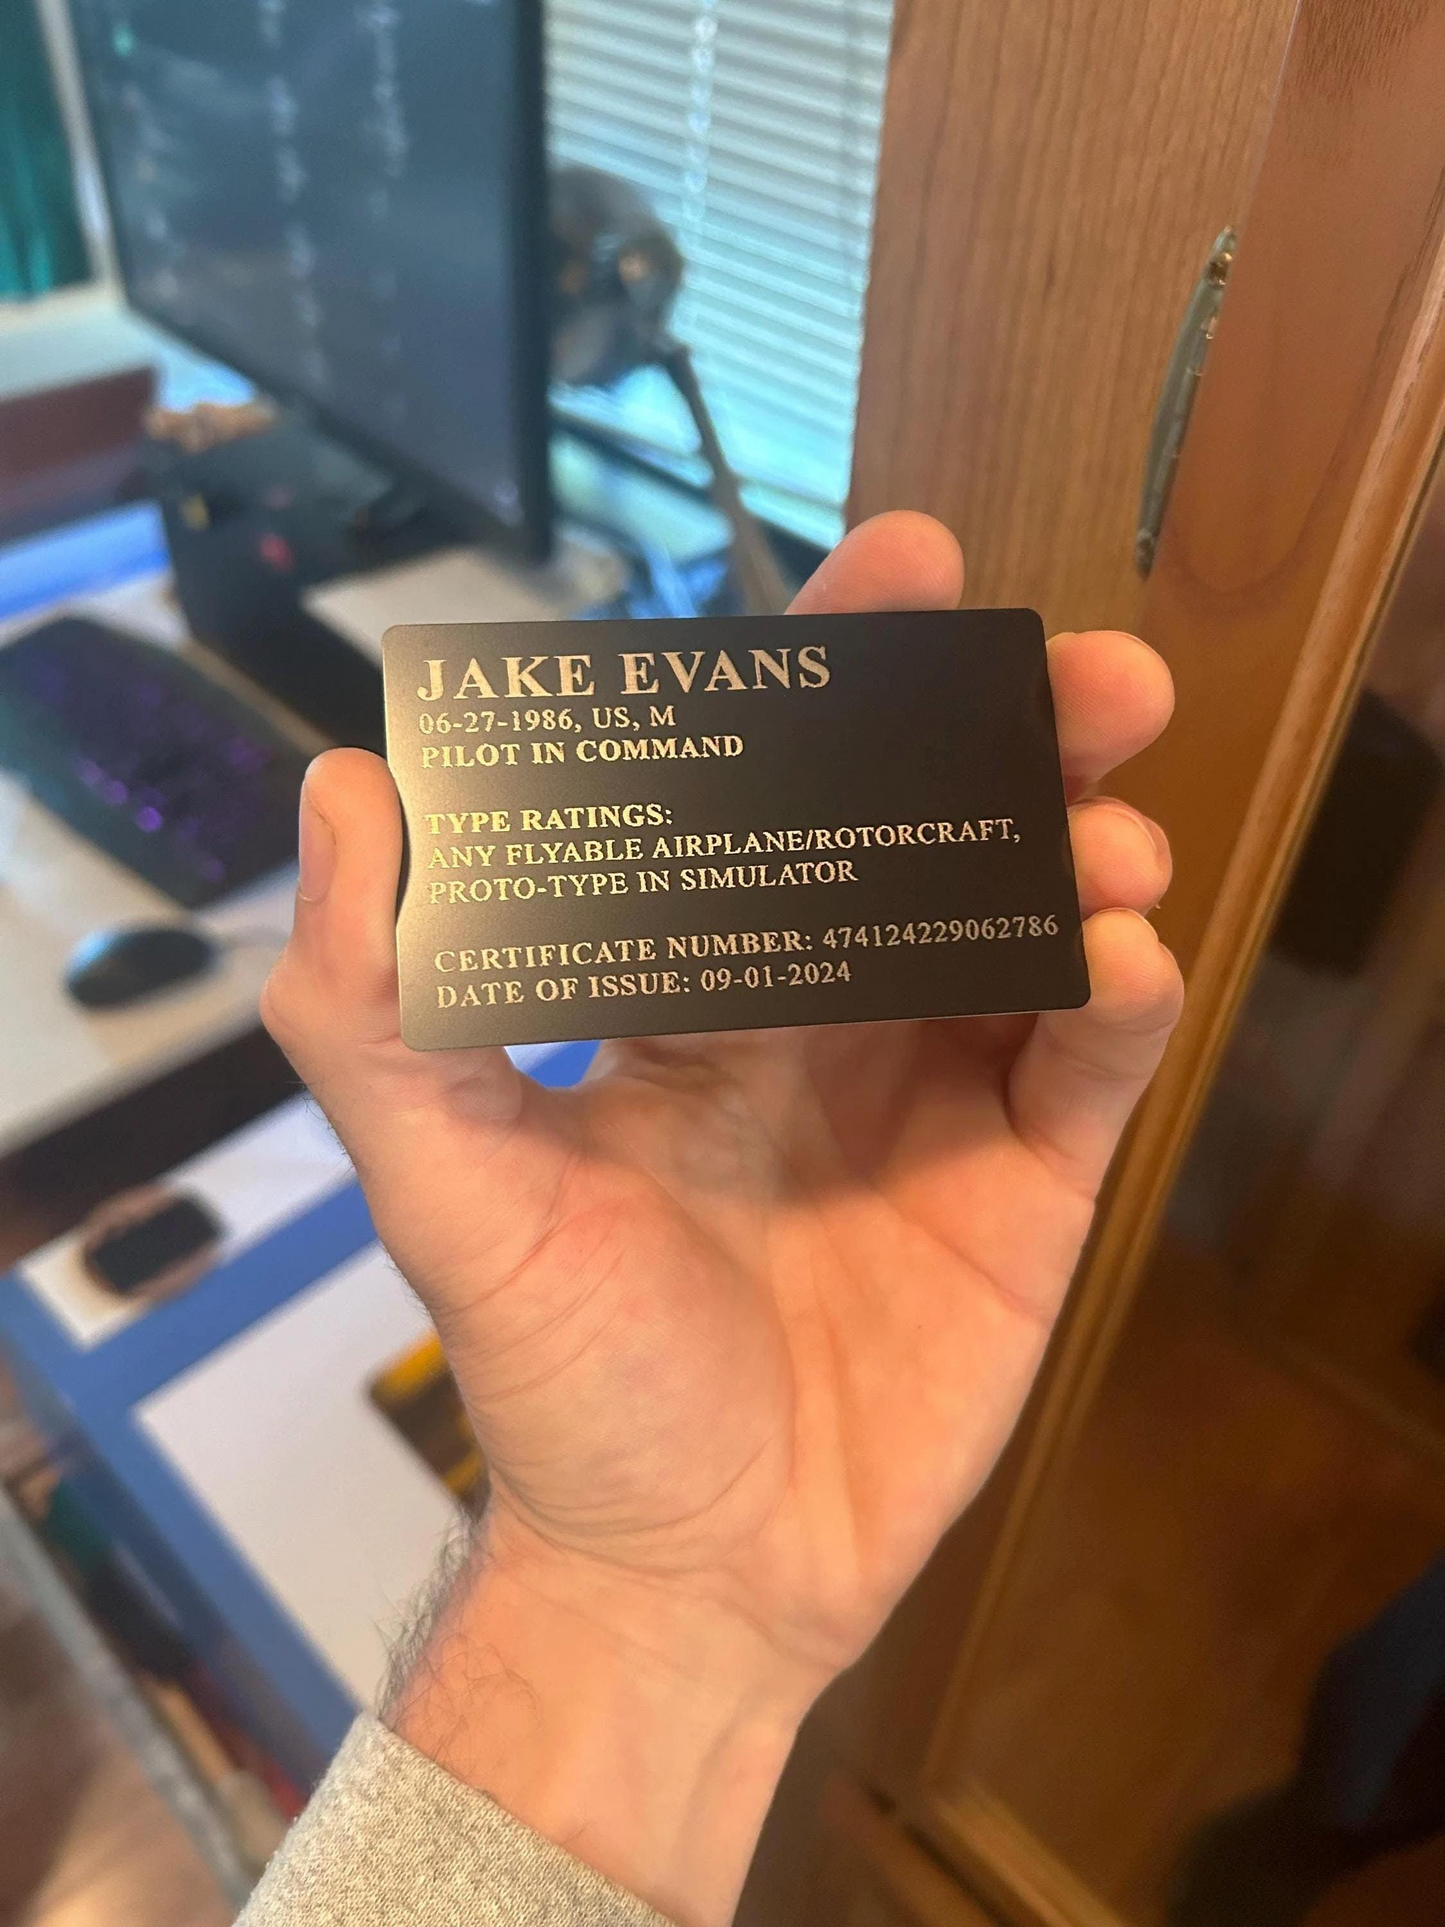 JAKE EVANS
06-27-1986, US, M
PILOT IN COMMAND
TYPE RATINGS:
ANY FLYABLE AIRPLANE/ROTORCRAFT,
PROTO-TYPE IN SIMULATOR
CERTIFICATE NUMBER: 474124229062786
DATE OF ISSUE: 09-01-2024